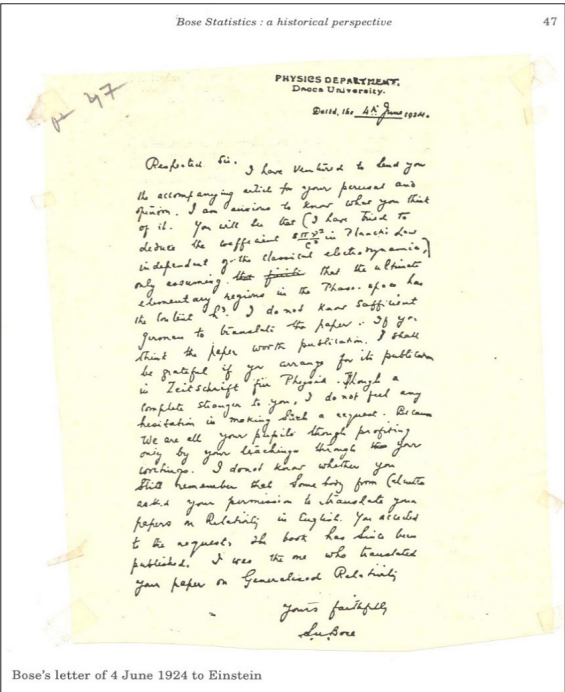 Bose Statistics : a historical perspective 47
PHYSICS DEPARTMENT,
Dacca University.
Dated, the 4th June 1924.
Respected Sir, I have ventured to send you
the accompanying article for your perusal and
opinion. I am anxious to know what you think
of it. You will see that (I have tried to
deduce the coefficient 8πν²/c³ in Planck's Law
independent of the classical electrodynamics)
only assuming that the ultimate
elementary regions in the Phase-space has
the content h³. I do not know sufficient
German to translate the paper. If you
think the paper worth publication, I shall
be grateful if you arrange for its publication
in Zeitschrift für Physik. Though a
complete stranger to you, I do not feel any
hesitation in making such a request. Because
we are all your pupils though profiting
only by your teachings through your
writings. I donot know whether you
still remember that somebody from Calcutta
asked your permission to translate your
papers on Relativity in English. You acceded
to the request. The book has since been
published. I was the one who translated
your paper on Generalised Relativity
Yours faithfully
S.N. Bose
Bose's letter of 4 June 1924 to Einstein